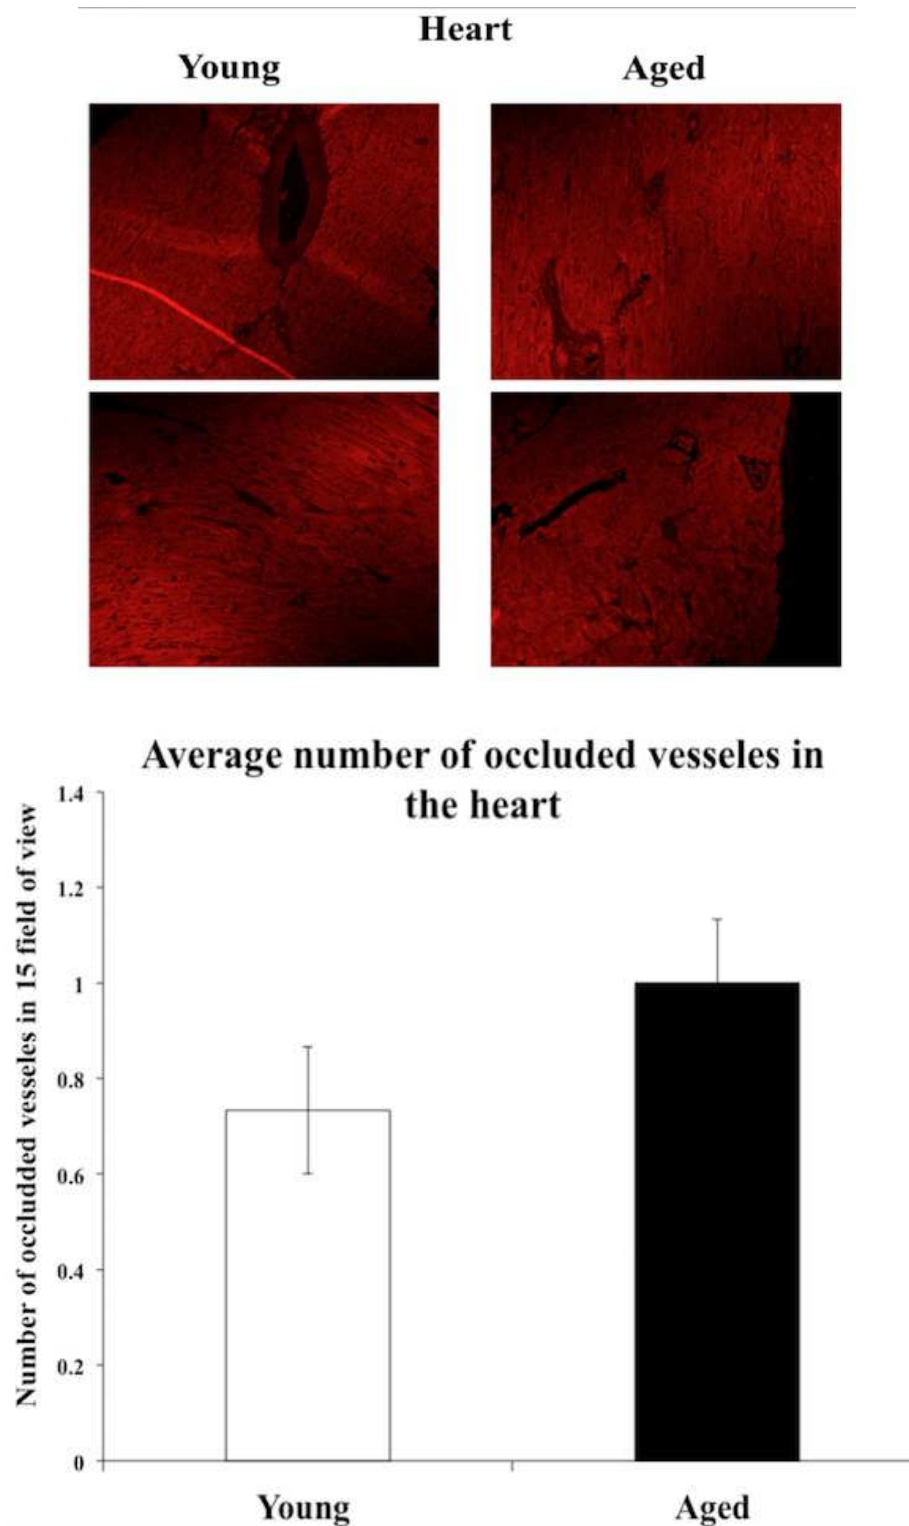 Heart
Young Aged
Average number of occluded vesseles in
the heart
Number of occludded vesseles in 15 field of view
1.4
1.2
1
0.8
0.6
0.4
0.2
0
Young Aged